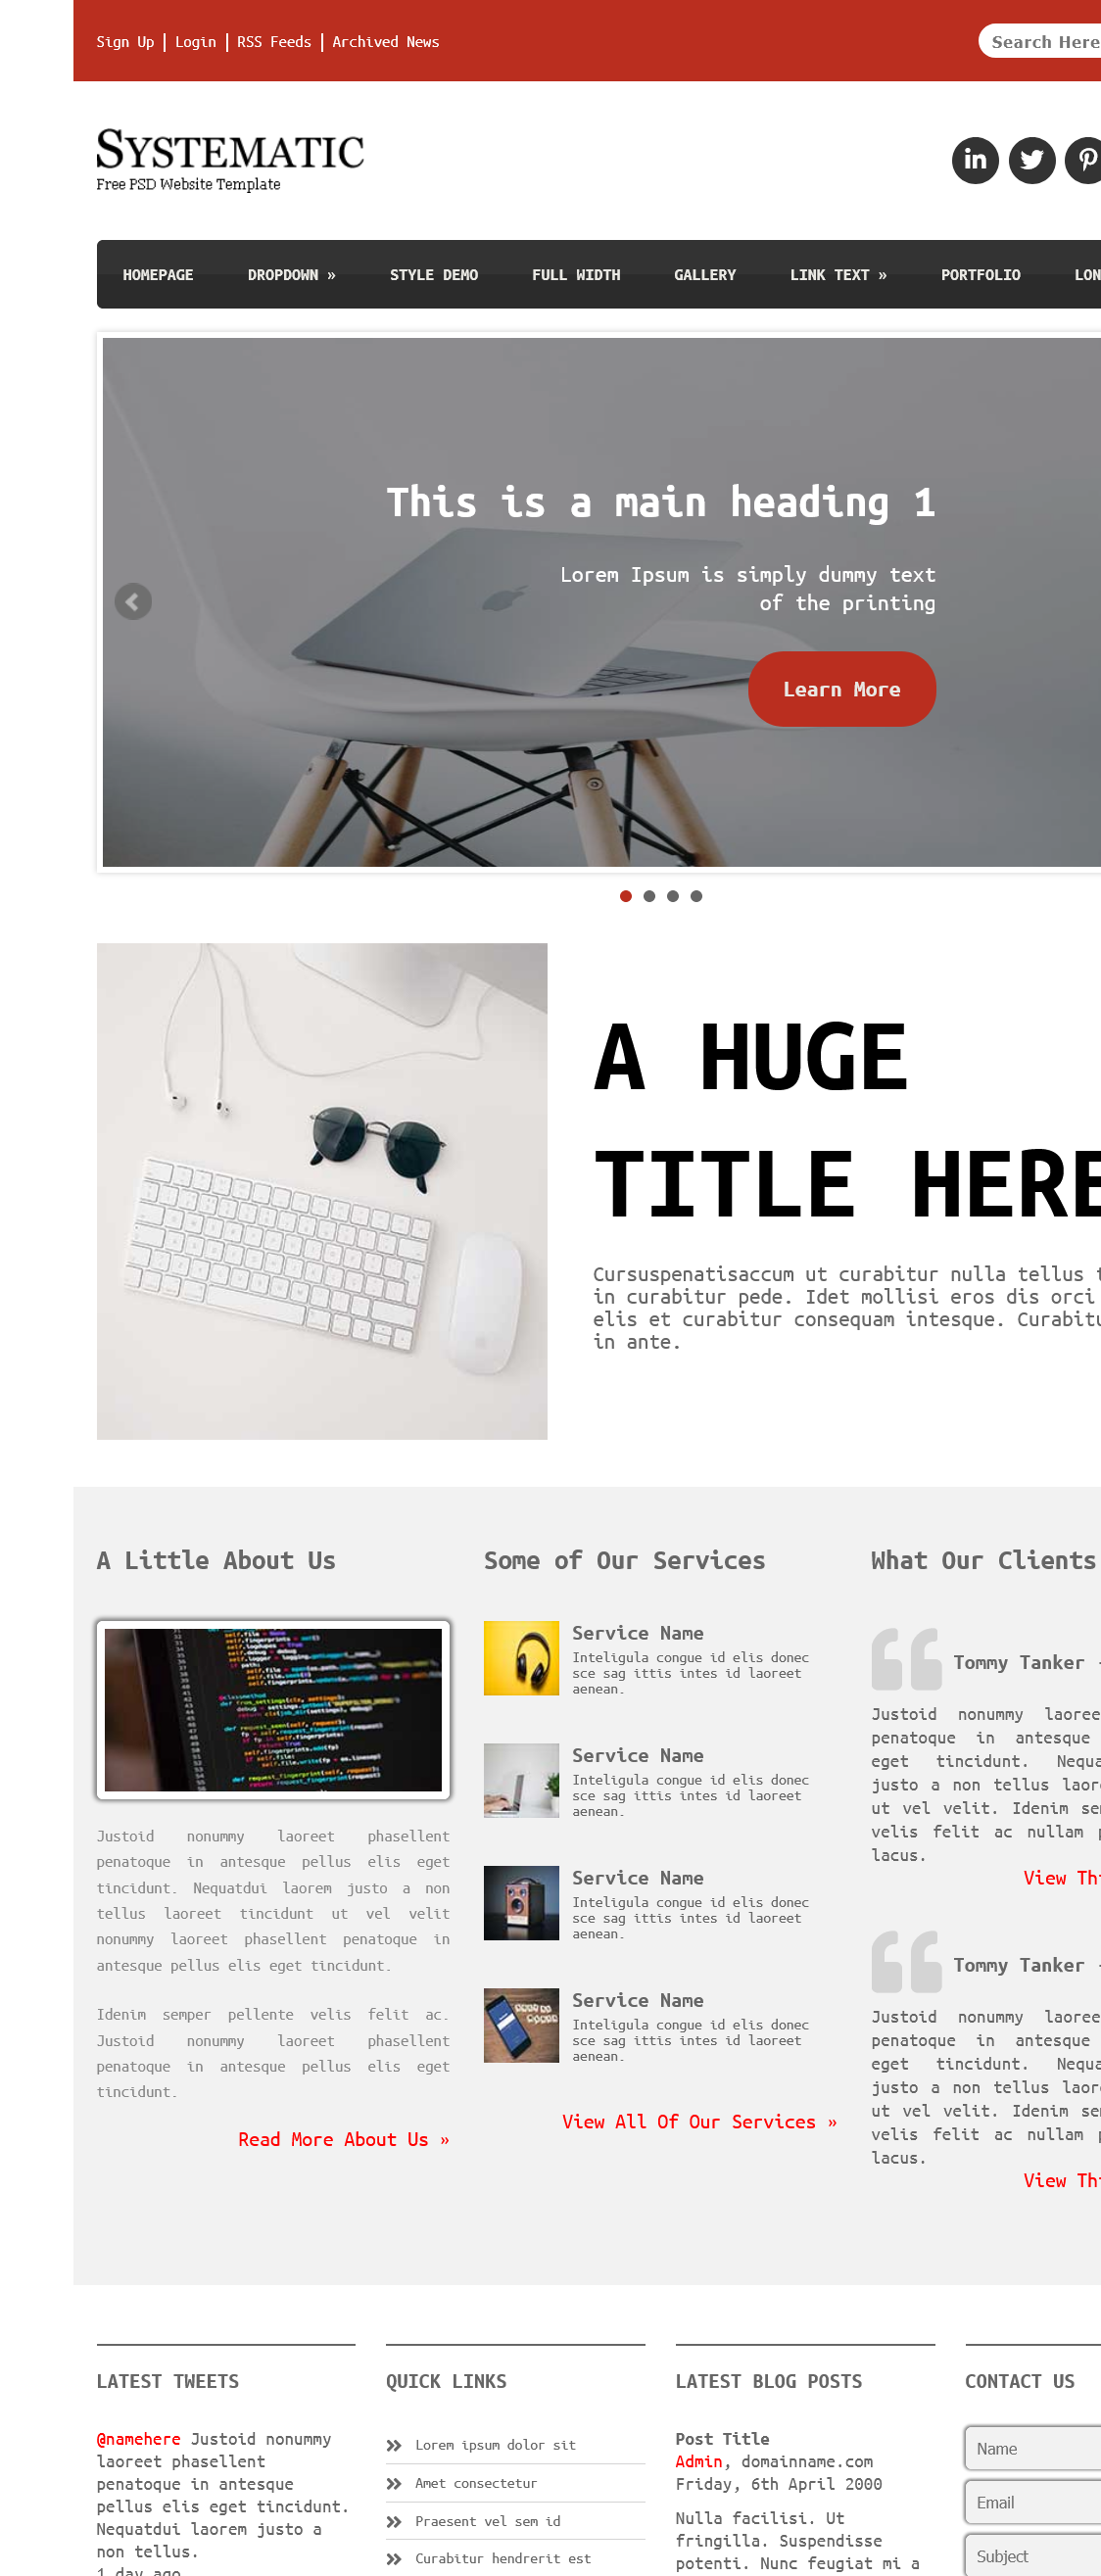 Sign Up
Login
RSS Feeds
Archived News
Search Here
SYSTEMATIC
Free PSD Website Template
HOMEPAGE
DROPDOWN »
STYLE DEMO
FULL WIDTH
GALLERY
LINK TEXT »
PORTFOLIO
LON
This is a main heading 1
Lorem Ipsum is simply dummy text
of the printing
Learn More
A HUGE
TITLE HERE
Cursuspenatisaccum ut curabitur nulla tellus
in curabitur pede. Idet mollisi eros dis orci
elis et curabitur consequam intesque. Curabitu
in ante.
A Little About Us
Justoid nonummy laoreet phasellent
penatoque in antesque pellus elis eget
tincidunt. Nequatdui laorem justo a non
tellus laoreet tincidunt ut vel velit
nonummy laoreet phasellent penatoque in
antesque pellus elis eget tincidunt.
Idenim semper pellente velis felit ac.
Justoid nonummy laoreet phasellent
penatoque in antesque pellus elis eget
tincidunt.
Read More About Us »
Some of Our Services
Service Name
Inteligula congue id elis donec
sce sag ittis intes id laoreet
aenean.
Service Name
Inteligula congue id elis donec
sce sag ittis intes id laoreet
aenean.
Service Name
Inteligula congue id elis donec
sce sag ittis intes id laoreet
aenean.
Service Name
Inteligula congue id elis donec
sce sag ittis intes id laoreet
aenean.
View All Of Our Services »
What Our Clients
Tommy Tanker
Justoid nonummy laoree
penatoque in antesque
eget tincidunt. Nequa
justo a non tellus laor
ut vel velit. Idenim se
velis felit ac nullam p
lacus.
View Thi
Tommy Tanker
Justoid nonummy laoree
penatoque in antesque
eget tincidunt. Nequa
justo a non tellus laor
ut vel velit. Idenim se
velis felit ac nullam p
lacus.
View Thi
LATEST TWEETS
@namehere Justoid nonummy
laoreet phasellent
penatoque in antesque
pellus elis eget tincidunt.
Nequatdui laorem justo a
non tellus.
1 day ago
QUICK LINKS
Lorem ipsum dolor sit
Amet consectetur
Praesent vel sem id
Curabitur hendrerit est
LATEST BLOG POSTS
Post Title
Admin, domainname.com
Friday, 6th April 2000
Nulla facilisi. Ut
fringilla. Suspendisse
potenti. Nunc feugiat mi a
CONTACT US
Name
Email
Subject